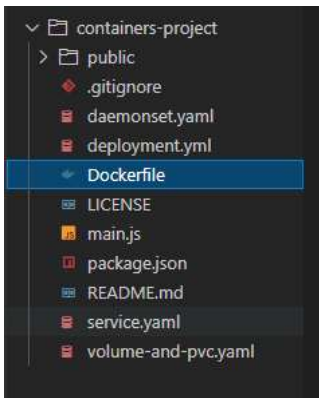 containers-project
public
.gitignore
daemonset.yaml
deployment.yml
Dockerfile
LICENSE
JS main.js
package.json
README.md
service.yaml
volume-and-pvc.yaml